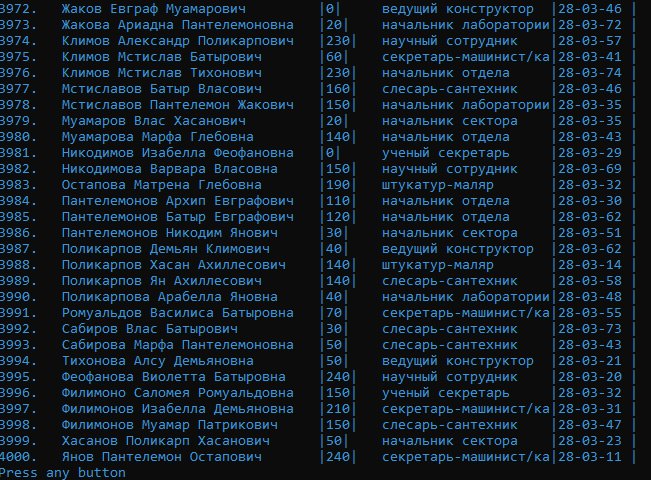 3972.   Жаков Евграф Муамарович         |0|     ведущий конструктор |28-03-46 |
3973.   Жакова Ариадна Пантелемоновна   |20|    начальник лаборатории|28-03-72 |
3974.   Климов Александр Поликарпович   |230|   научный сотрудник   |28-03-57 |
3975.   Климов Мстислав Батырович       |60|    секретарь-машинист/ка|28-03-41 |
3976.   Климов Мстислав Тихонович       |230|   начальник отдела    |28-03-74 |
3977.   Мстиславов Батыр Власович       |160|   слесарь-сантехник   |28-03-46 |
3978.   Мстиславов Пантелемон Жакович   |150|   начальник лаборатории|28-03-35 |
3979.   Муамаров Влас Хасанович         |20|    начальник сектора   |28-03-35 |
3980.   Муамарова Марфа Глебовна        |140|   начальник отдела    |28-03-43 |
3981.   Никодимов Изабелла Феофановна   |0|     ученый секретарь    |28-03-29 |
3982.   Никодимова Варвара Власовна     |150|   научный сотрудник   |28-03-69 |
3983.   Остапова Матрена Глебовна       |190|   штукатур-маляр      |28-03-32 |
3984.   Пантелемонов Архип Евграфович   |110|   начальник отдела    |28-03-30 |
3985.   Пантелемонов Батыр Евграфович   |120|   начальник отдела    |28-03-62 |
3986.   Пантелемонов Никодим Янович     |30|    начальник сектора   |28-03-51 |
3987.   Поликарпов Демьян Климович      |40|    ведущий конструктор |28-03-62 |
3988.   Поликарпов Хасан Ахиллесович    |140|   штукатур-маляр      |28-03-14 |
3989.   Поликарпов Ян Ахиллесович       |140|   слесарь-сантехник   |28-03-58 |
3990.   Поликарпова Арабелла Яновна     |40|    начальник лаборатории|28-03-48 |
3991.   Ромуальдов Василиса Батыровна   |70|    секретарь-машинист/ка|28-03-55 |
3992.   Сабиров Влас Батырович          |30|    слесарь-сантехник   |28-03-73 |
3993.   Сабирова Марфа Пантелемоновна   |50|    слесарь-сантехник   |28-03-43 |
3994.   Тихонова Алсу Демьяновна        |50|    ведущий конструктор |28-03-21 |
3995.   Феофанова Виолетта Батыровна    |240|   научный сотрудник   |28-03-20 |
3996.   Филимоно Саломея Ромуальдовна   |150|   ученый секретарь    |28-03-32 |
3997.   Филимонов Изабелла Демьяновна   |210|   секретарь-машинист/ка|28-03-31 |
3998.   Филимонов Муамар Патрикович     |150|   слесарь-сантехник   |28-03-47 |
3999.   Хасанов Поликарп Хасанович      |50|    начальник сектора   |28-03-23 |
4000.   Янов Пантелемон Остапович       |240|   секретарь-машинист/ка|28-03-11 |
Press any button